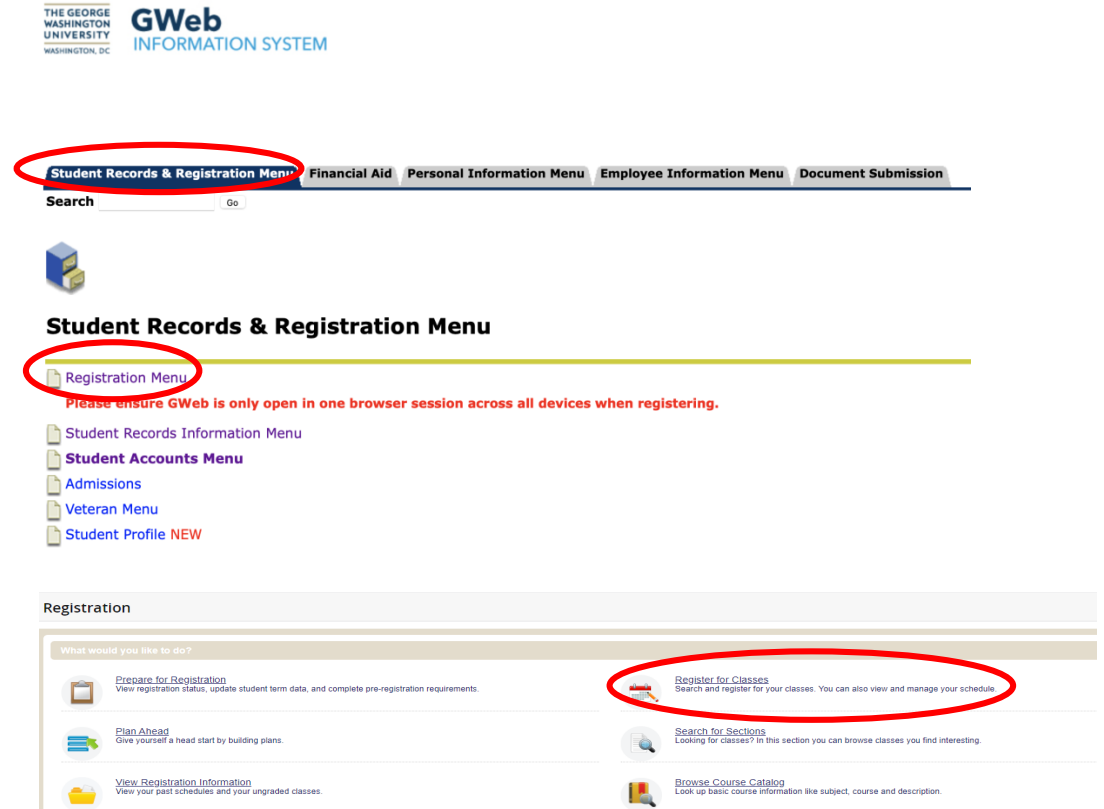 THE GEORGE
WASHINGTON
UNIVERSITY
WASHINGTON, DC
GWeb
INFORMATION SYSTEM
Student Records & Registration Menu Financial Aid Personal Information Menu Employee Information Menu Document Submission
Search Go
Student Records & Registration Menu
Registration Menu
Please ensure GWeb is only open in one browser session across all devices when registering.
Student Records Information Menu
Student Accounts Menu
Admissions
Veteran Menu
Student Profile NEW
Registration
What would you like to do?
Prepare for Registration
View registration status, update student term data, and complete pre-registration requirements.
Register for Classes
Search and register for your classes. You can also view and manage your schedule.
Plan Ahead
Give yourself a head start by building plans.
Search for Sections
Looking for classes? In this section you can browse classes you find interesting.
View Registration Information
View your past schedules and your ungraded classes.
Browse Course Catalog
Look up basic course information like subject, course and description.